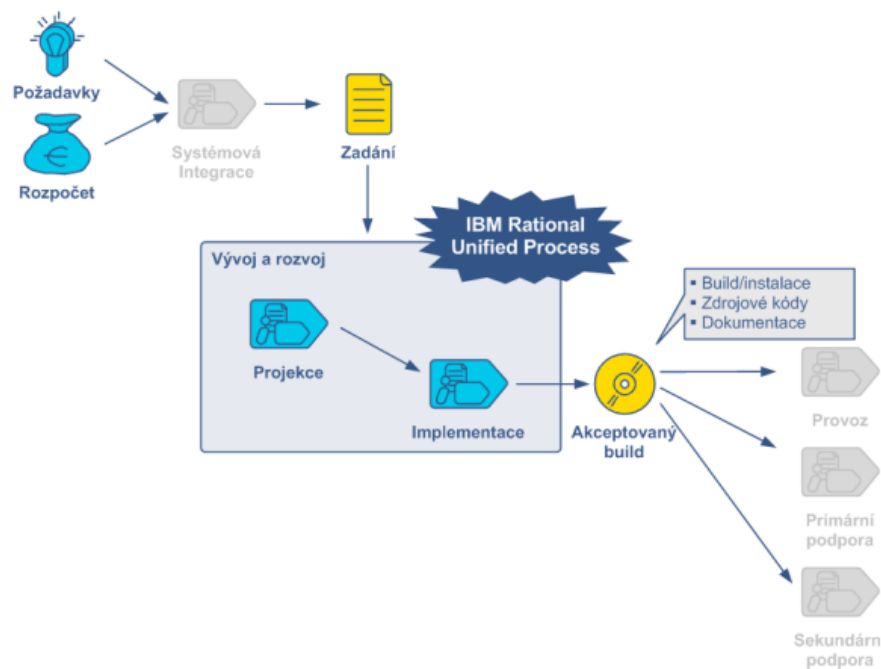 Požadavky
Rozpočet
Systémová
Integrace
Zadání
IBM Rational
Unified Process
Vývoj a rozvoj
Projekce
Implementace
▪ Build/instalace
▪ Zdrojové kódy
▪ Dokumentace
Akceptovaný
build
Provoz
Primární
podpora
Sekundárn
podpora